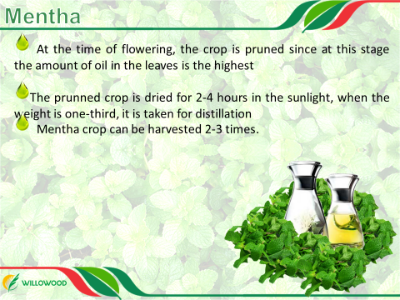 Mentha
At the time of flowering, the crop is pruned since at this stage
the amount of oil in the leaves is the highest
The prunned crop is dried for 2-4 hours in the sunlight, when the
weight is one-third, it is taken for distillation
Mentha crop can be harvested 2-3 times.
WILLOWOOD